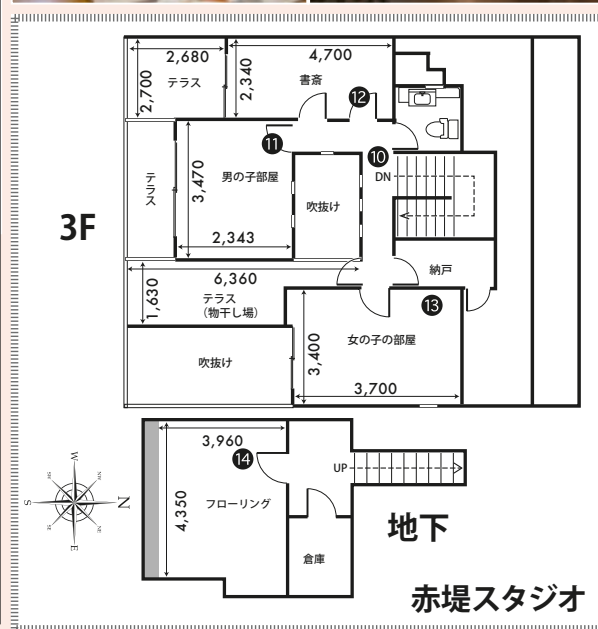 4,700
2,680
テラス
2,700
2,340
書斎
12
11
10
DN
男の子部屋
3,470
テラス
吹抜け
3F
2,343
6,360
納戸
1,630
テラス
(物干し場)
13
女の子の部屋
3,400
吹抜け
3,700
3,960
14
UP
フローリング
4,350
W
N
S
E
地下
倉庫
赤堤スタジオ